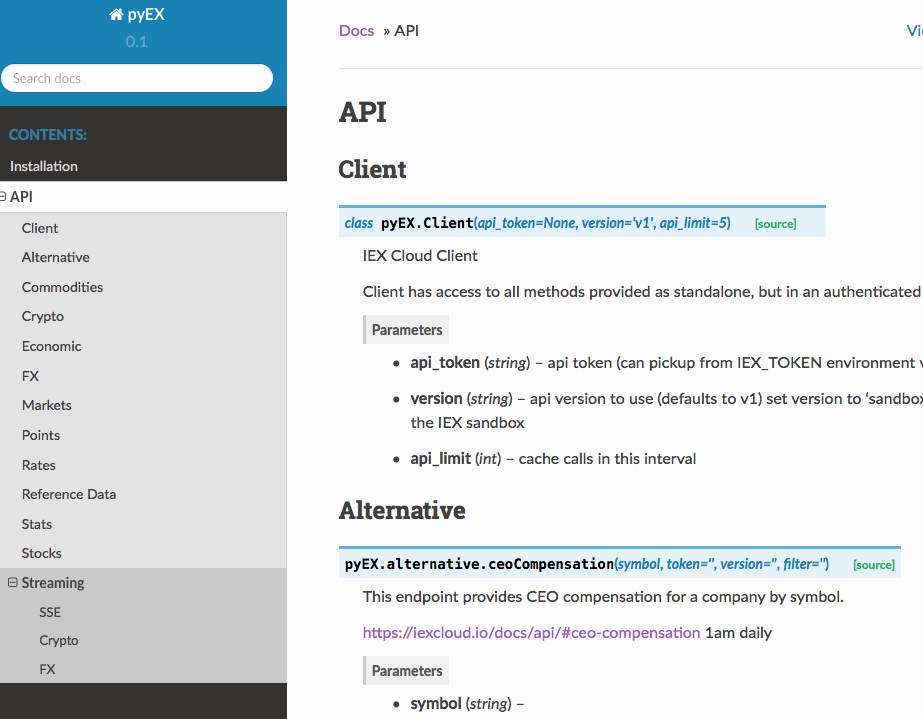 pyEX
0.1
Search docs
CONTENTS:
Installation
API
Client
Alternative
Commodities
Crypto
Economic
FX
Markets
Points
Rates
Reference Data
Stats
Stocks
Streaming
SSE
Crypto
FX
Docs » API
API
Client
class pyEX.Client(api_token=None, version='v1', api_limit=5) [source]
IEX Cloud Client
Client has access to all methods provided as standalone, but in an authenticated
Parameters
• api_token (string) – api token (can pickup from IEX_TOKEN environment
• version (string) – api version to use (defaults to v1) set version to ‘sandbox
the IEX sandbox
• api_limit (int) – cache calls in this interval
Alternative
pyEX.alternative.ceoCompensation(symbol, token='', version='', filter='') [source]
This endpoint provides CEO compensation for a company by symbol.
https://iexcloud.io/docs/api/#ceo-compensation 1am daily
Parameters
• symbol (string) –